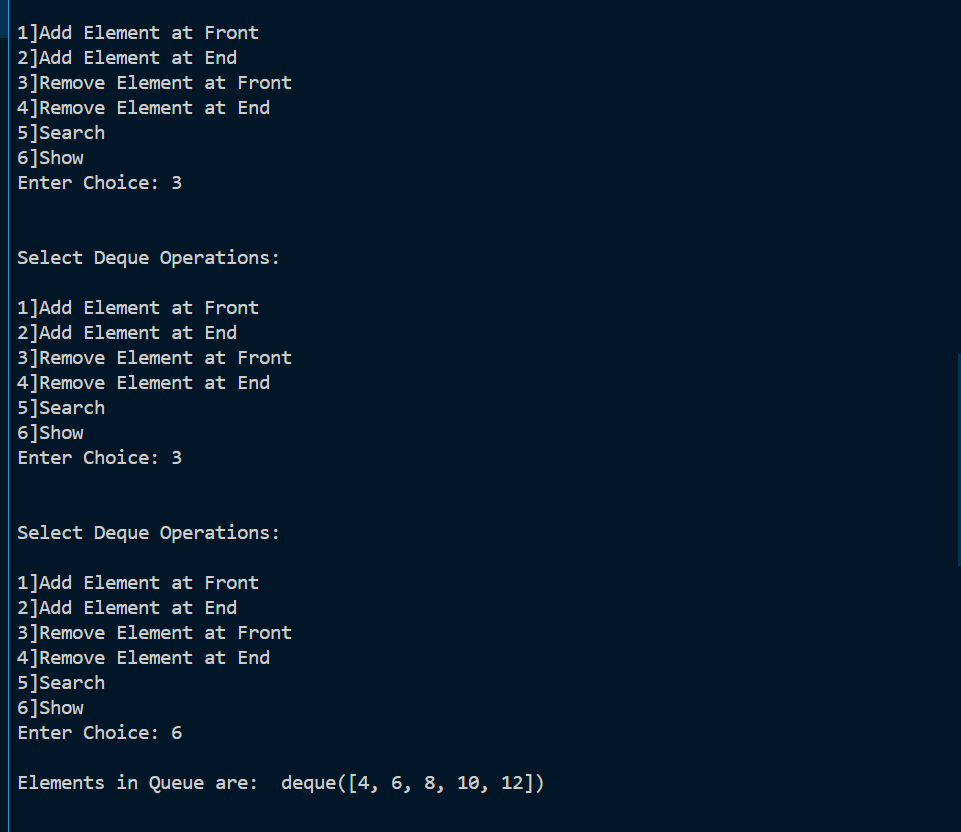 1]Add Element at Front
2]Add Element at End
3]Remove Element at Front
4]Remove Element at End
5]Search
6]Show
Enter Choice: 3
Select Deque Operations:
1]Add Element at Front
2]Add Element at End
3]Remove Element at Front
4]Remove Element at End
5]Search
6]Show
Enter Choice: 3
Select Deque Operations:
1]Add Element at Front
2]Add Element at End
3]Remove Element at Front
4]Remove Element at End
5]Search
6]Show
Enter Choice: 6
Elements in Queue are:  deque([4, 6, 8, 10, 12])